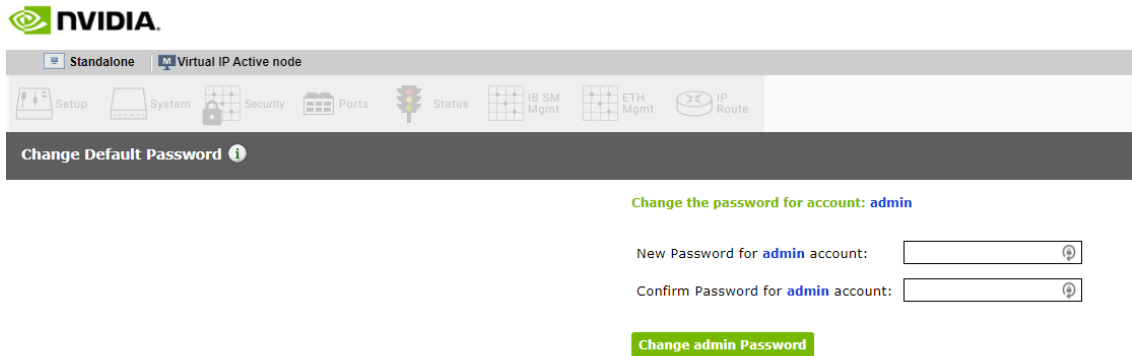 NVIDIA.
Standalone M Virtual IP Active node
Setup System Security Ports Status IB SM Mgmt ETH Mgmt IP Route
Change Default Password i
Change the password for account: admin
New Password for admin account:
Confirm Password for admin account:
Change admin Password